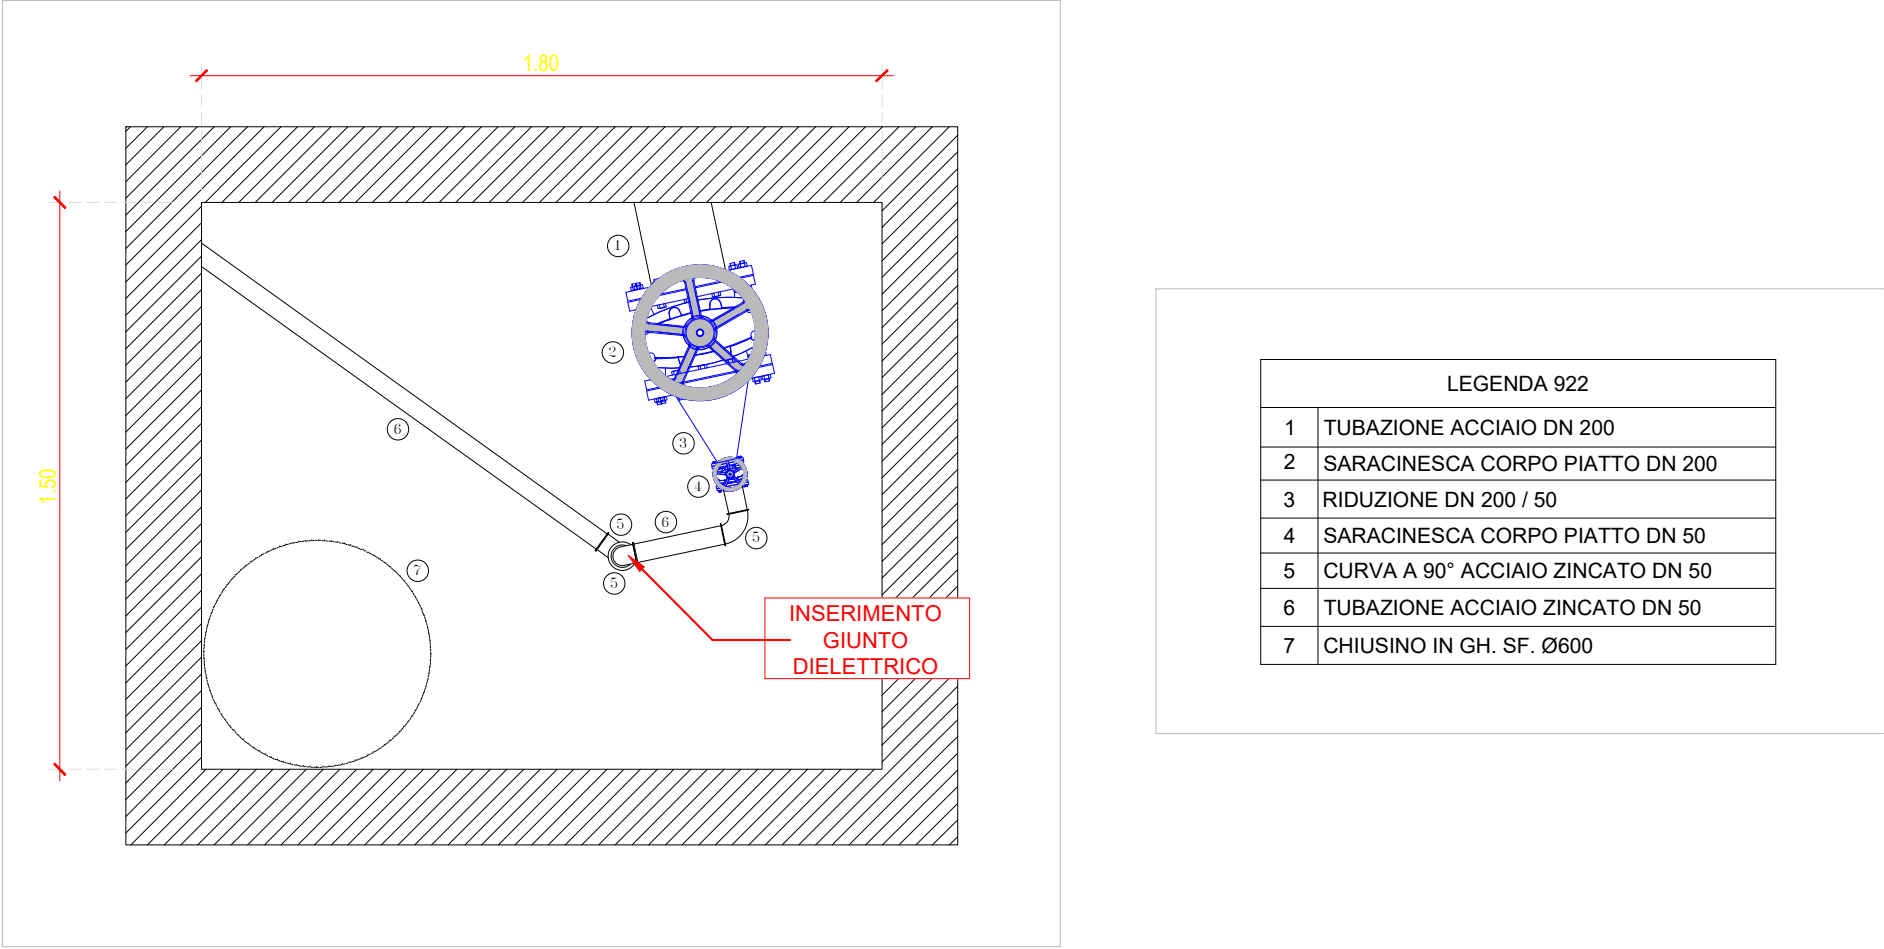 1.80
1.50
1
2
3
4
6
5
6
5
5
7
INSERIMENTO
GIUNTO
DIELETTRICO
LEGENDA 922
1 TUBAZIONE ACCIAIO DN 200
2 SARACINESCA CORPO PIATTO DN 200
3 RIDUZIONE DN 200 / 50
4 SARACINESCA CORPO PIATTO DN 50
5 CURVA A 90° ACCIAIO ZINCATO DN 50
6 TUBAZIONE ACCIAIO ZINCATO DN 50
7 CHIUSINO IN GH. SF. Ø600